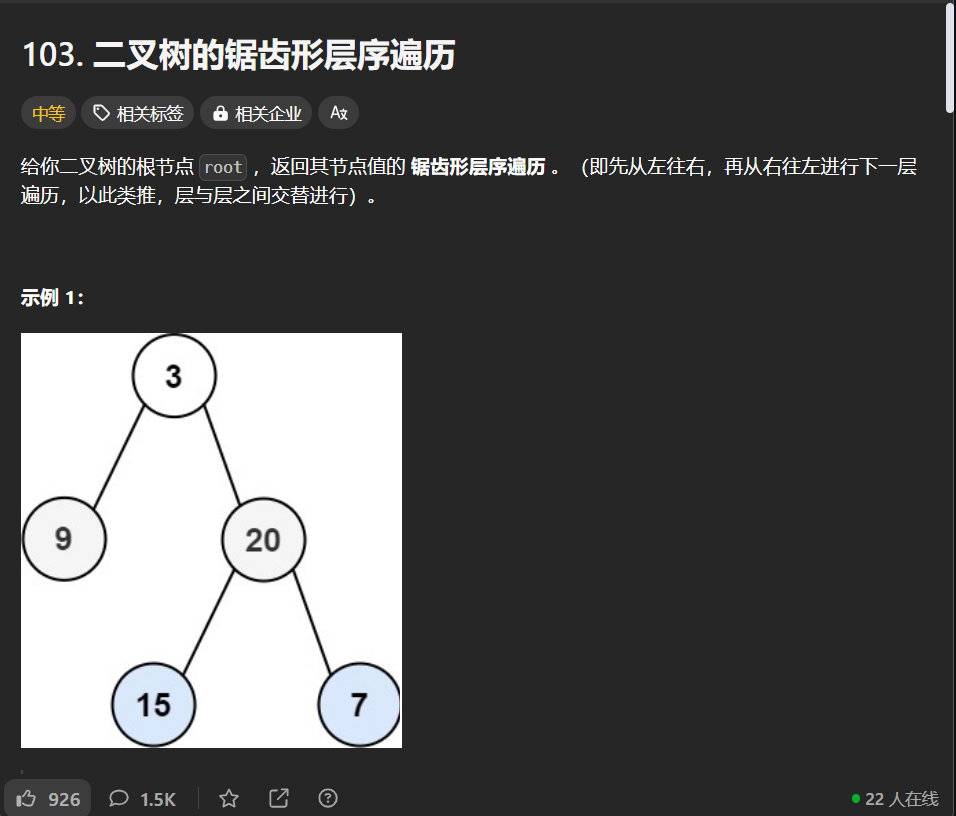 103. 二叉树的锯齿形层序遍历
中等 相关标签 相关企业
给你二叉树的根节点 root ，返回其节点值的 锯齿形层序遍历 。（即先从左往右，再从右往左进行下一层
遍历，以此类推，层与层之间交替进行）。
示例 1：
3
9 20
15 7
926 1.5K 22 人在线